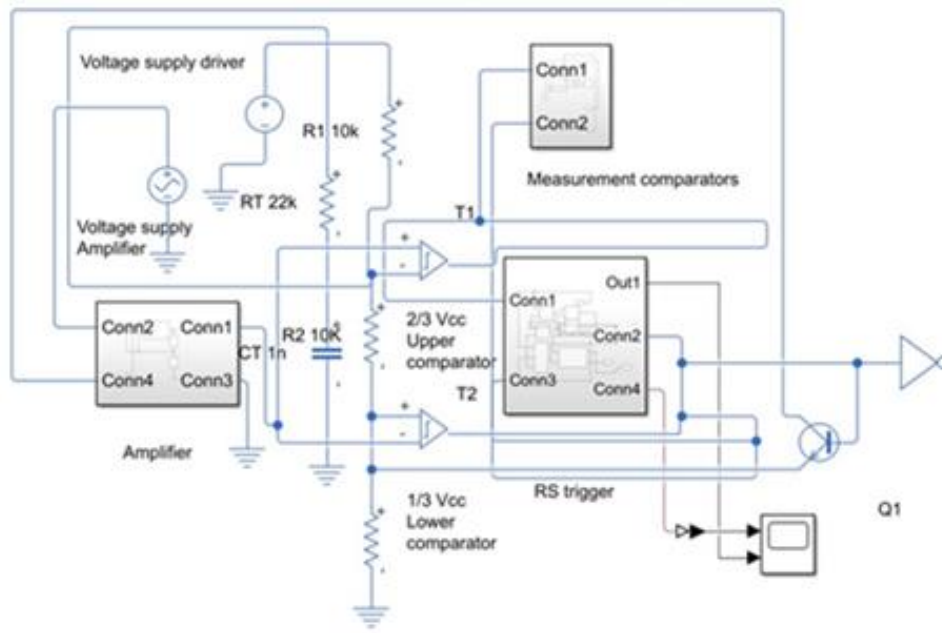 Voltage supply driver
R1 10k
Conn1
Conn2
Measurement comparators
RT 22k
T1
Voltage supply
Amplifier
+
-
Out1
Conn1
Conn2
Conn3
Conn4
2/3 Vcc
Upper
comparator
R2 10K
CT 1n
Conn2
Conn1
Conn4
Conn3
Amplifier
T2
+
-
RS trigger
1/3 Vcc
Lower
comparator
Q1